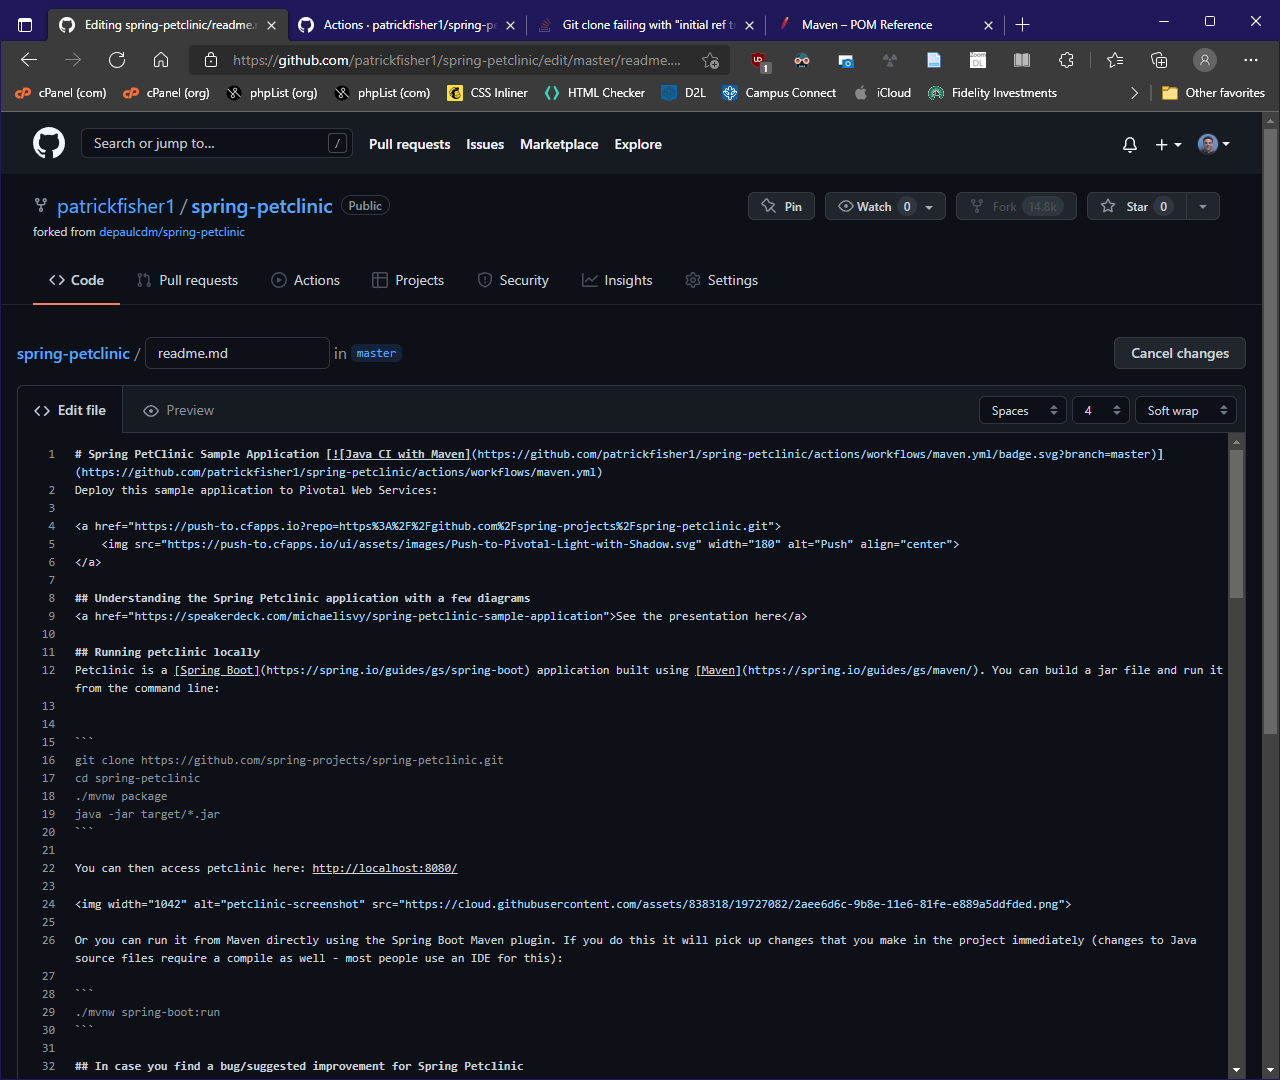 Editing spring-petclinic/readme.m
Actions · patrickfisher1/spring-pe
Git clone failing with "initial ref tr
Maven – POM Reference
https://github.com/patrickfisher1/spring-petclinic/edit/master/readme....
cPanel (com)
cPanel (org)
phpList (org)
phpList (com)
CSS Inliner
HTML Checker
D2L
Campus Connect
iCloud
Fidelity Investments
Other favorites
Search or jump to...
/
Pull requests
Issues
Marketplace
Explore
patrickfisher1 / spring-petclinic
Public
Pin
Watch 0
Fork 14.8k
Star 0
forked from depaulcdm/spring-petclinic
Code
Pull requests
Actions
Projects
Security
Insights
Settings
spring-petclinic / readme.md in master
Cancel changes
Edit file
Preview
Spaces
4
Soft wrap
1 # Spring PetClinic Sample Application [![Java CI with Maven](https://github.com/patrickfisher1/spring-petclinic/actions/workflows/maven.yml/badge.svg?branch=master)]
(https://github.com/patrickfisher1/spring-petclinic/actions/workflows/maven.yml)
2 Deploy this sample application to Pivotal Web Services:
3
4 <a href="https://push-to.cfapps.io?repo=https%3A%2F%2Fgithub.com%2Fspring-projects%2Fspring-petclinic.git">
5     <img src="https://push-to.cfapps.io/ui/assets/images/Push-to-Pivotal-Light-with-Shadow.svg" width="180" alt="Push" align="center">
6 </a>
7
8 ## Understanding the Spring Petclinic application with a few diagrams
9 <a href="https://speakerdeck.com/michaelisvy/spring-petclinic-sample-application">See the presentation here</a>
10
11 ## Running petclinic locally
12 Petclinic is a [Spring Boot](https://spring.io/guides/gs/spring-boot) application built using [Maven](https://spring.io/guides/gs/maven/). You can build a jar file and run it
from the command line:
13
14
15 ```
16 git clone https://github.com/spring-projects/spring-petclinic.git
17 cd spring-petclinic
18 ./mvnw package
19 java -jar target/*.jar
20 ```
21
22 You can then access petclinic here: http://localhost:8080/
23
24 <img width="1042" alt="petclinic-screenshot" src="https://cloud.githubusercontent.com/assets/838318/19727082/2aee6d6c-9b8e-11e6-81fe-e889a5ddfded.png">
25
26 Or you can run it from Maven directly using the Spring Boot Maven plugin. If you do this it will pick up changes that you make in the project immediately (changes to Java
source files require a compile as well - most people use an IDE for this):
27
28 ```
29 ./mvnw spring-boot:run
30 ```
31
32 ## In case you find a bug/suggested improvement for Spring Petclinic